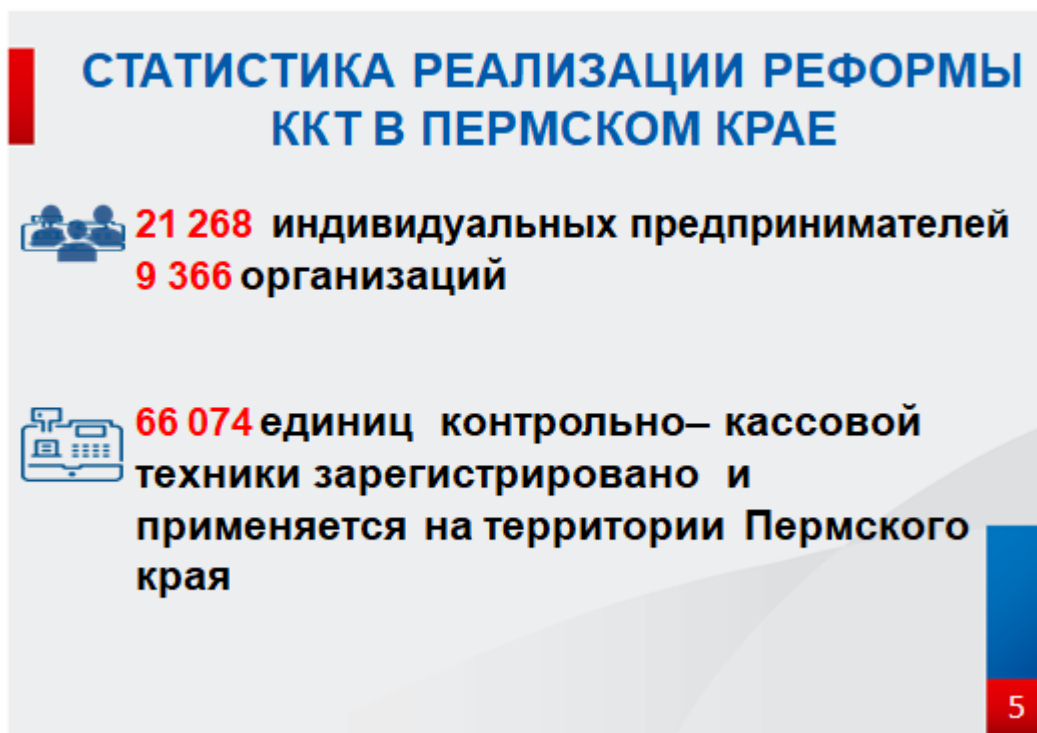 СТАТИСТИКА РЕАЛИЗАЦИИ РЕФОРМЫ
ККТ В ПЕРМСКОМ КРАЕ
21 268 индивидуальных предпринимателей
9 366 организаций
66 074 единиц контрольно– кассовой
техники зарегистрировано и
применяется на территории Пермского
края
5